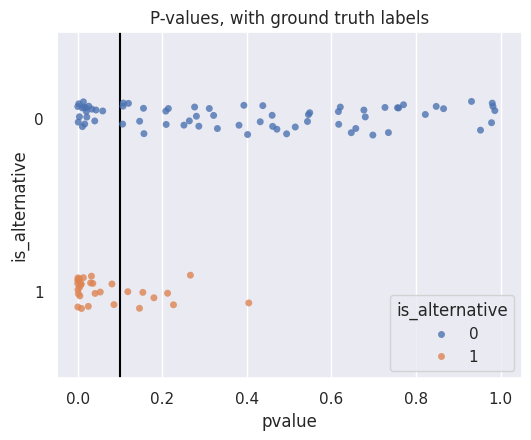 P-values, with ground truth labels
is_alternative
0
1
0.0 0.2 0.4 0.6 0.8 1.0
pvalue
is_alternative
0
1